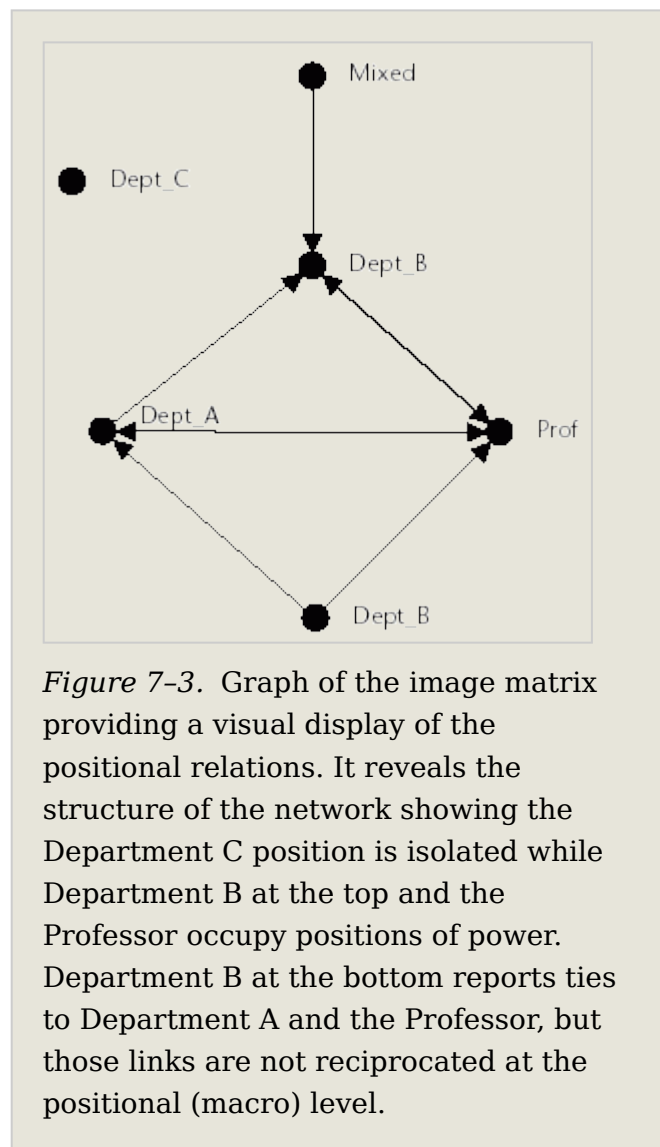 Mixed
Dept_C
Dept_B
Dept_A
Prof
Dept_B
Figure 7–3. Graph of the image matrix
providing a visual display of the
positional relations. It reveals the
structure of the network showing the
Department C position is isolated while
Department B at the top and the
Professor occupy positions of power.
Department B at the bottom reports ties
to Department A and the Professor, but
those links are not reciprocated at the
positional (macro) level.